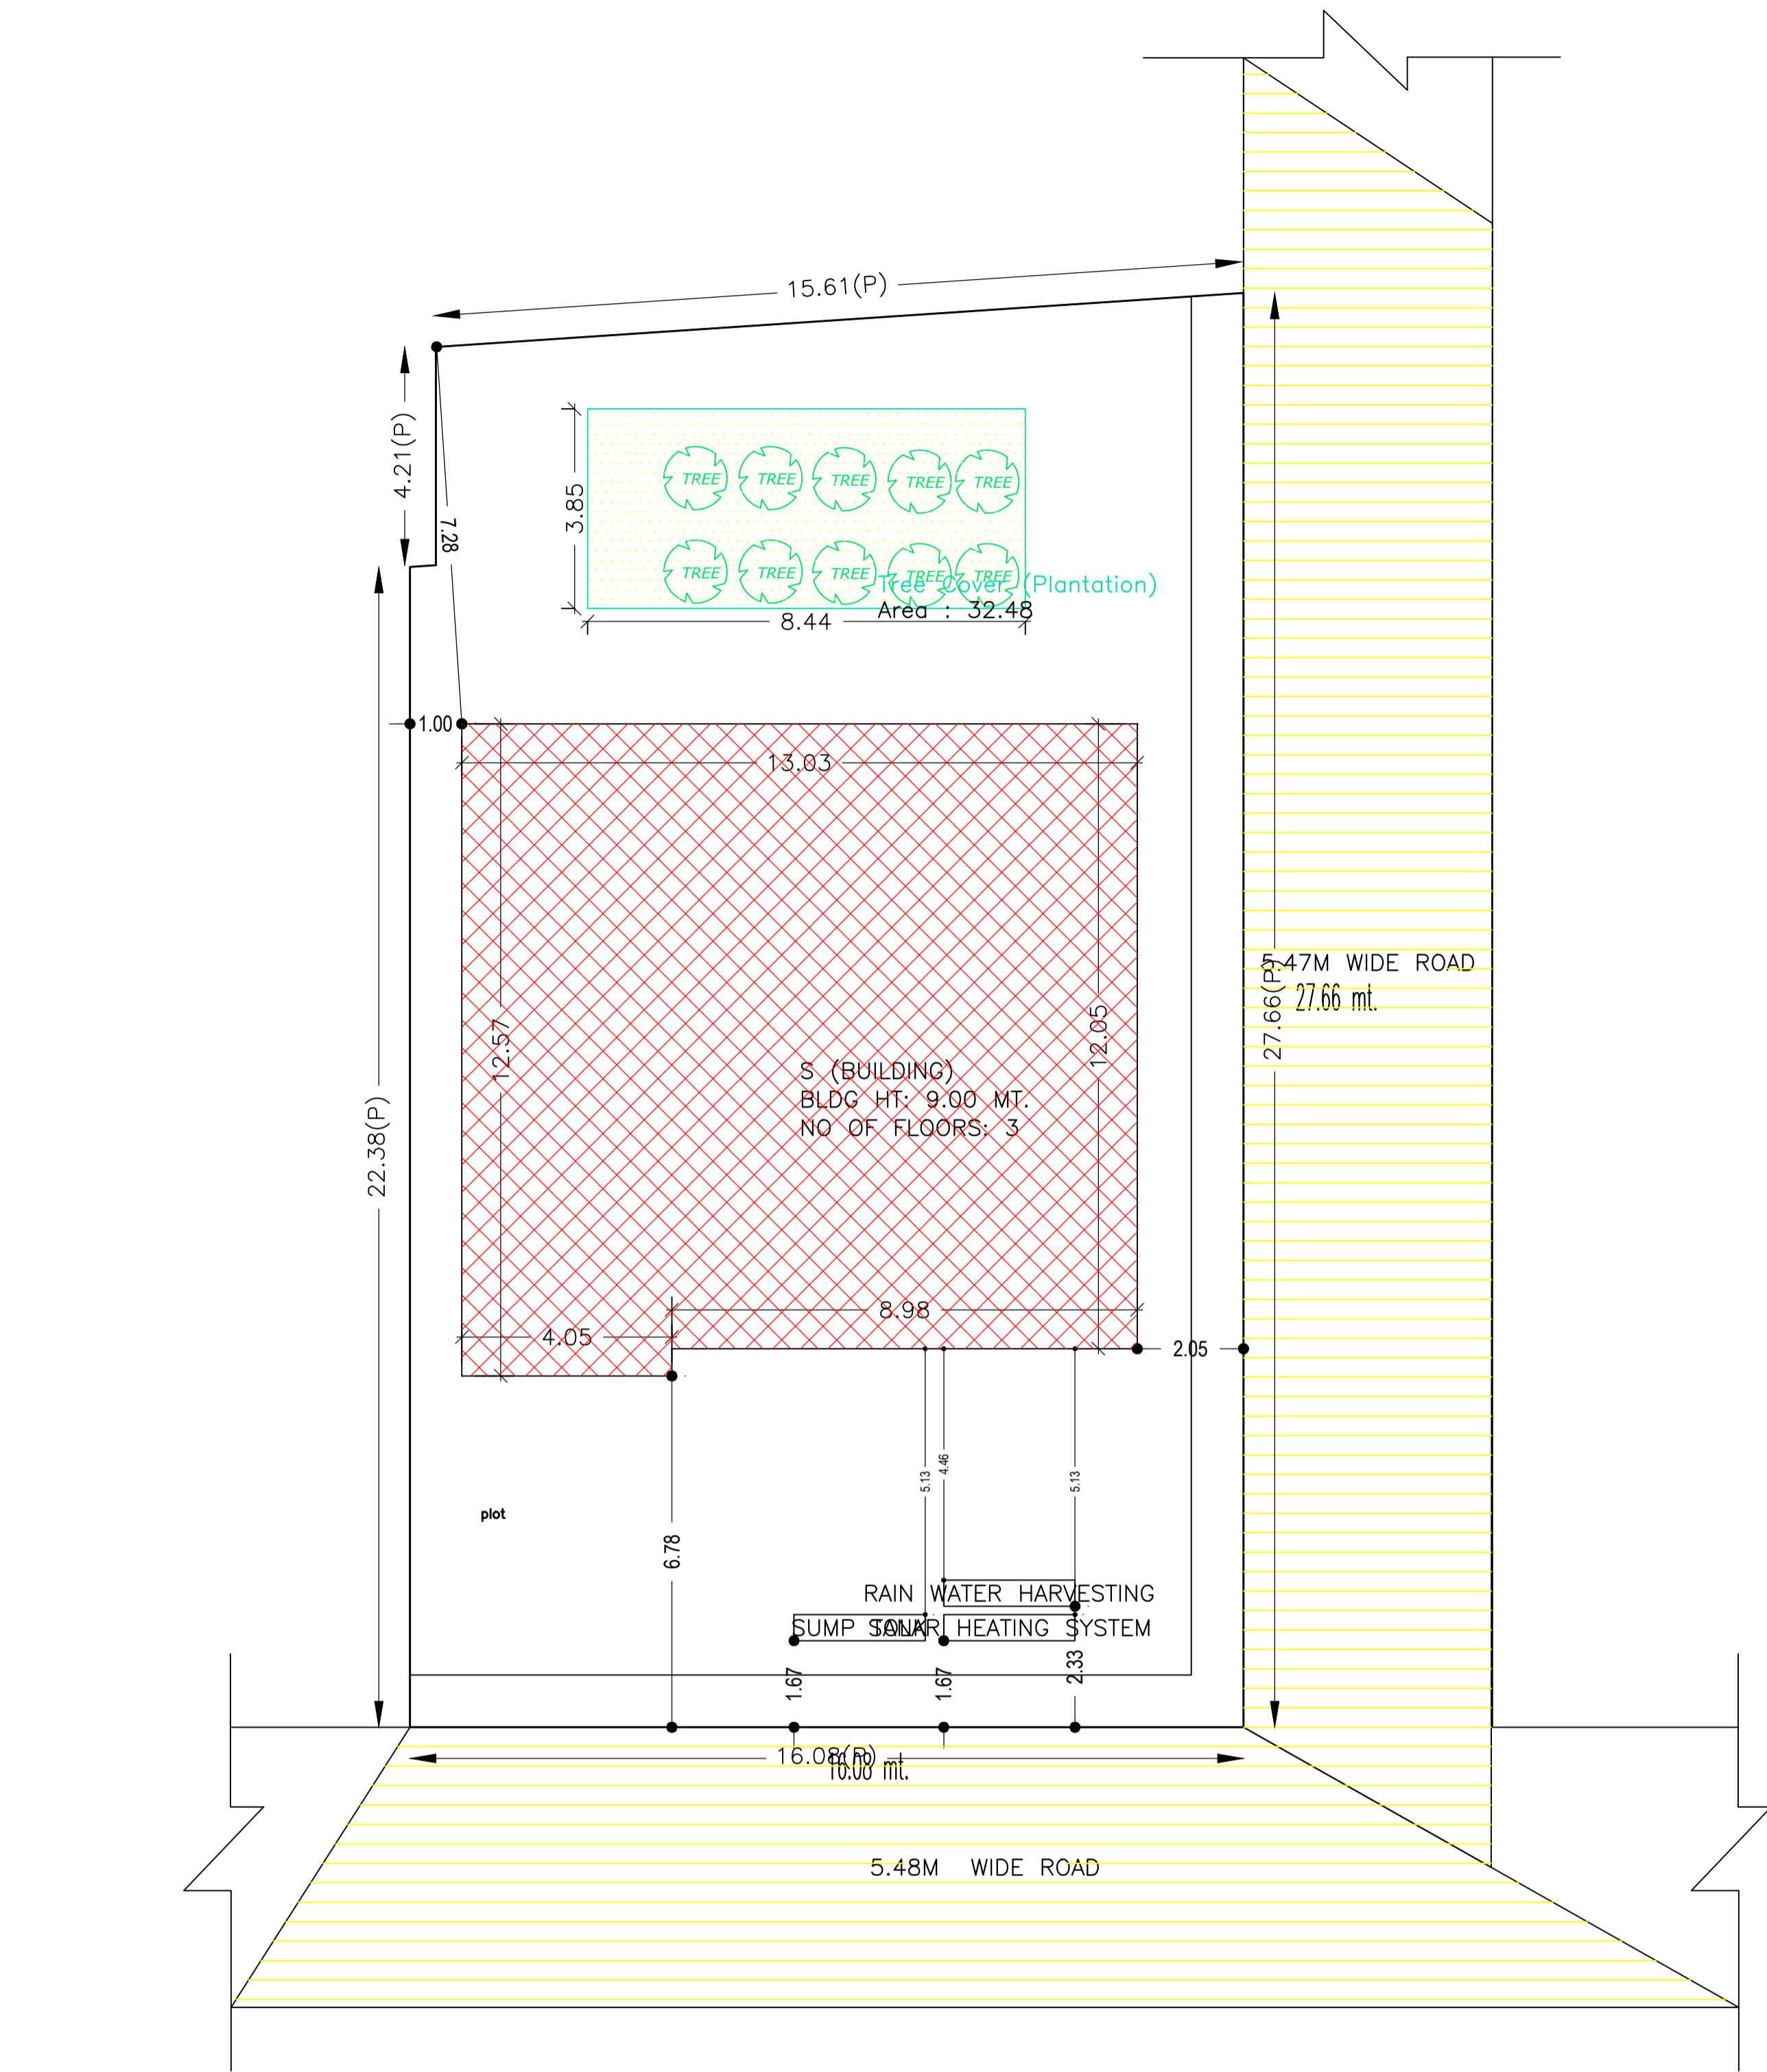 15.61(P)
4.21(P)
7.28
3.85
TREE TREE TREE TREE TREE
TREE TREE TREE TREE TREE
Tree Cover (Plantation)
Area : 32.48
8.44
1.00
13.03
12.57
12.05
5.47M WIDE ROAD
27.66 mt.
27.66(P)
22.38(P)
S (BUILDING)
BLDG HT: 9.00 MT.
NO OF FLOORS: 3
8.98
4.05
2.05
5.13
4.46
5.13
plot
6.78
RAIN WATER HARVESTING
SUMP TANK
SOLAR HEATING SYSTEM
1.67
1.67
2.33
16.08(P)
16.08 mt.
5.48M WIDE ROAD